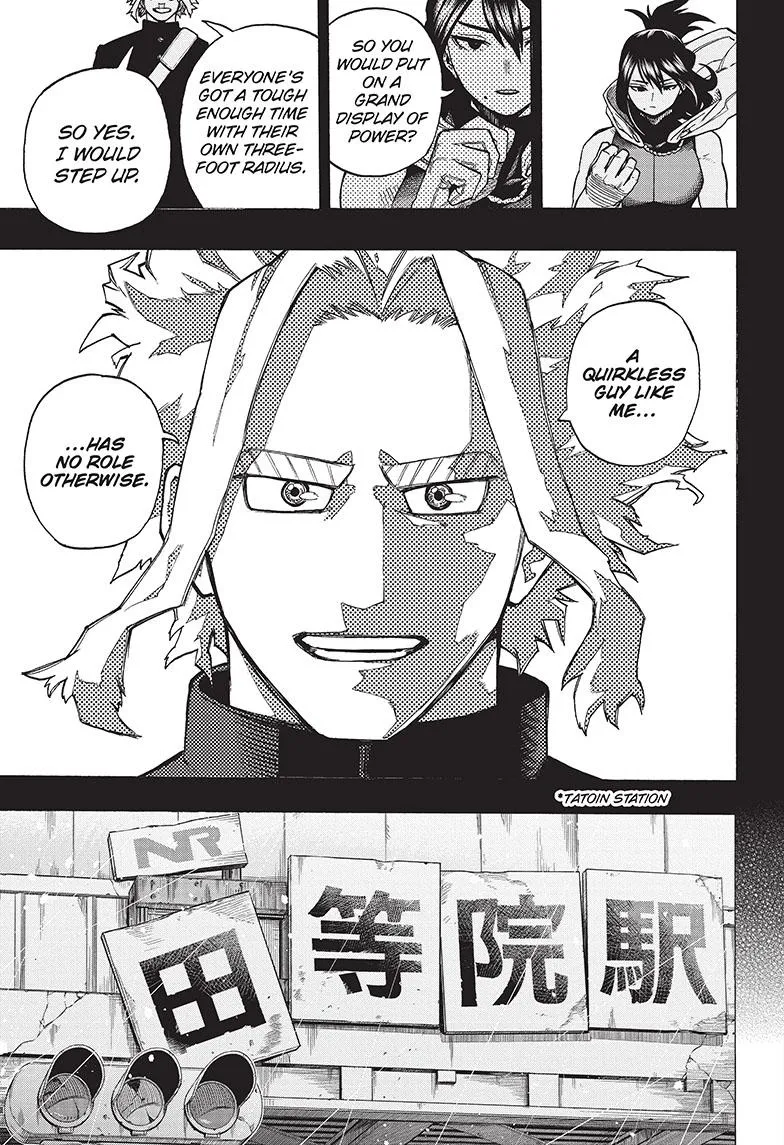 SO YOU
WOULD PUT
ON A
GRAND
DISPLAY OF
POWER?
EVERYONE'S
GOT A TOUGH
ENOUGH TIME
WITH THEIR
OWN THREE-
FOOT RADIUS.
SO YES.
I WOULD
STEP UP.
A
QUIRKLESS
GUY LIKE
ME...
...HAS
NO ROLE
OTHERWISE.
*TATOIN STATION
NR
田等院駅